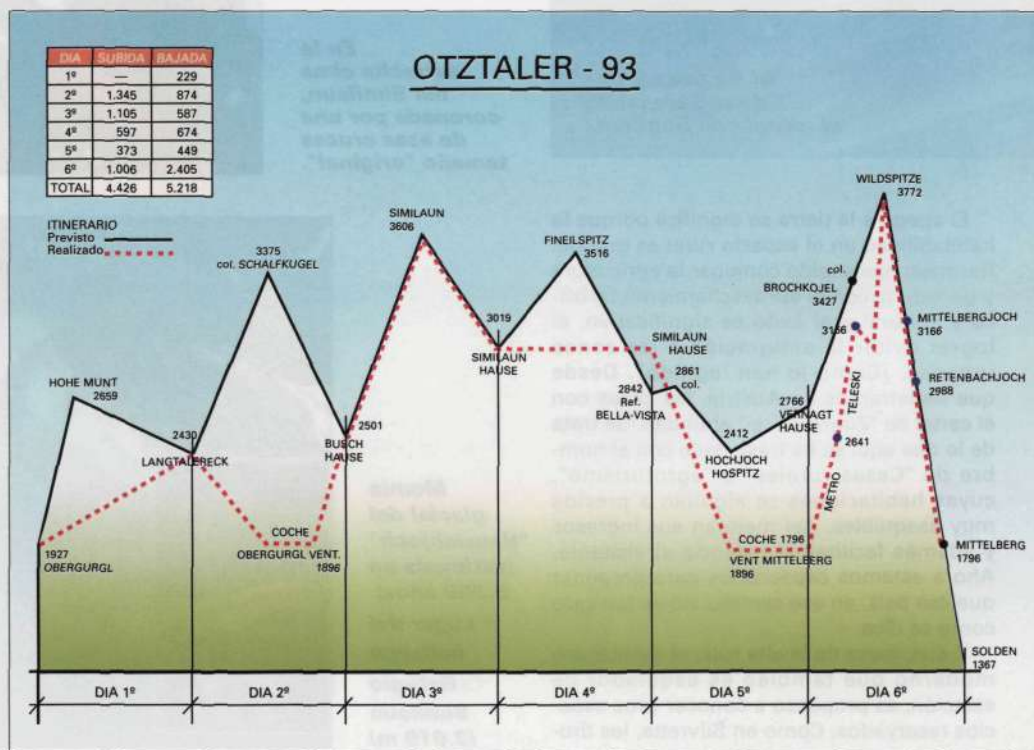 OTZTALER - 93
DIA SUBIDA BAJADA
1º — 229
2º 1.345 874
3º 1.105 587
4º 597 674
5º 373 449
6º 1.006 2.405
TOTAL 4.426 5.218
ITINERARIO
Previsto
Realizado
1927
OBERGURGL
HOHE MUNT
2659
2430
LANGTALERECK
3375
col. SCHALFKUGEL
COCHE
OBERGURGL VENT.
1896
2501
BUSCH
HAUSE
SIMILAUN
3606
3019
SIMILAUN
HAUSE
FINEILSPITZ
3516
SIMILAUN
HAUSE
2861
col.
2842
Ref.
BELLA-VISTA
2412
HOCHJOCH
HOSPITZ
2766
VERNAGT
HAUSE
COCHE 1796
VENT MITTELBERG
1896
METRO
2641
TELESKI
col.
BROCHKOJEL
3427
WILDSPITZE
3772
MITTELBERGJOCH
3166
RETENBACHJOCH
2988
MITTELBERG
1796
SOLDEN
1367
DIA 1º DIA 2º DIA 3º DIA 4º DIA 5º DIA 6º